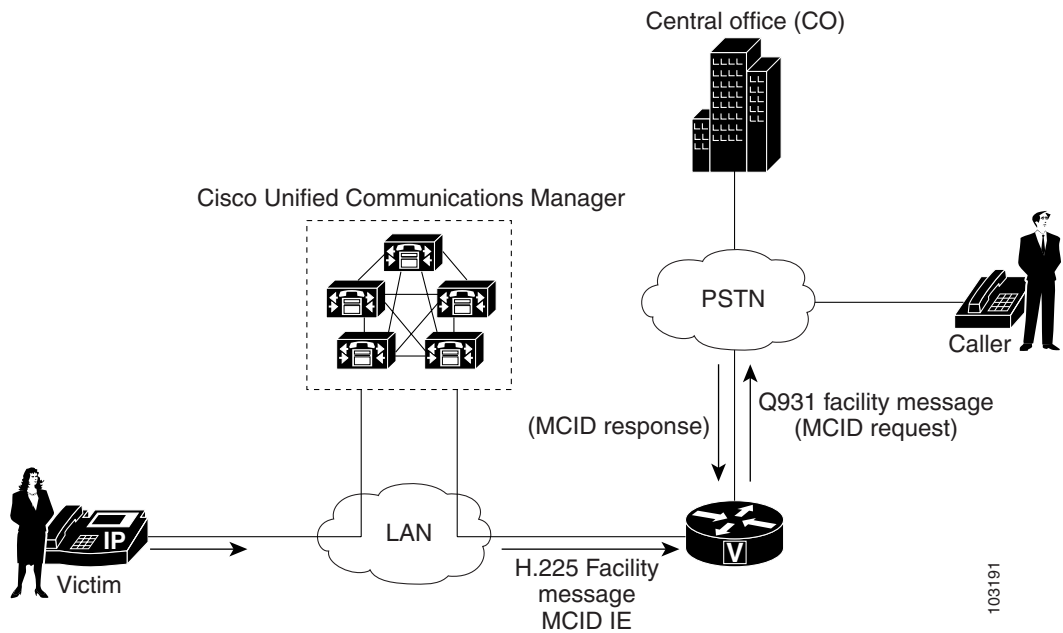 Central office (CO)
Cisco Unified Communications Manager
PSTN
Caller
Q931 facility message
(MCID request)
(MCID response)
LAN
IP
Victim
V
H.225 Facility
message
MCID IE
103191